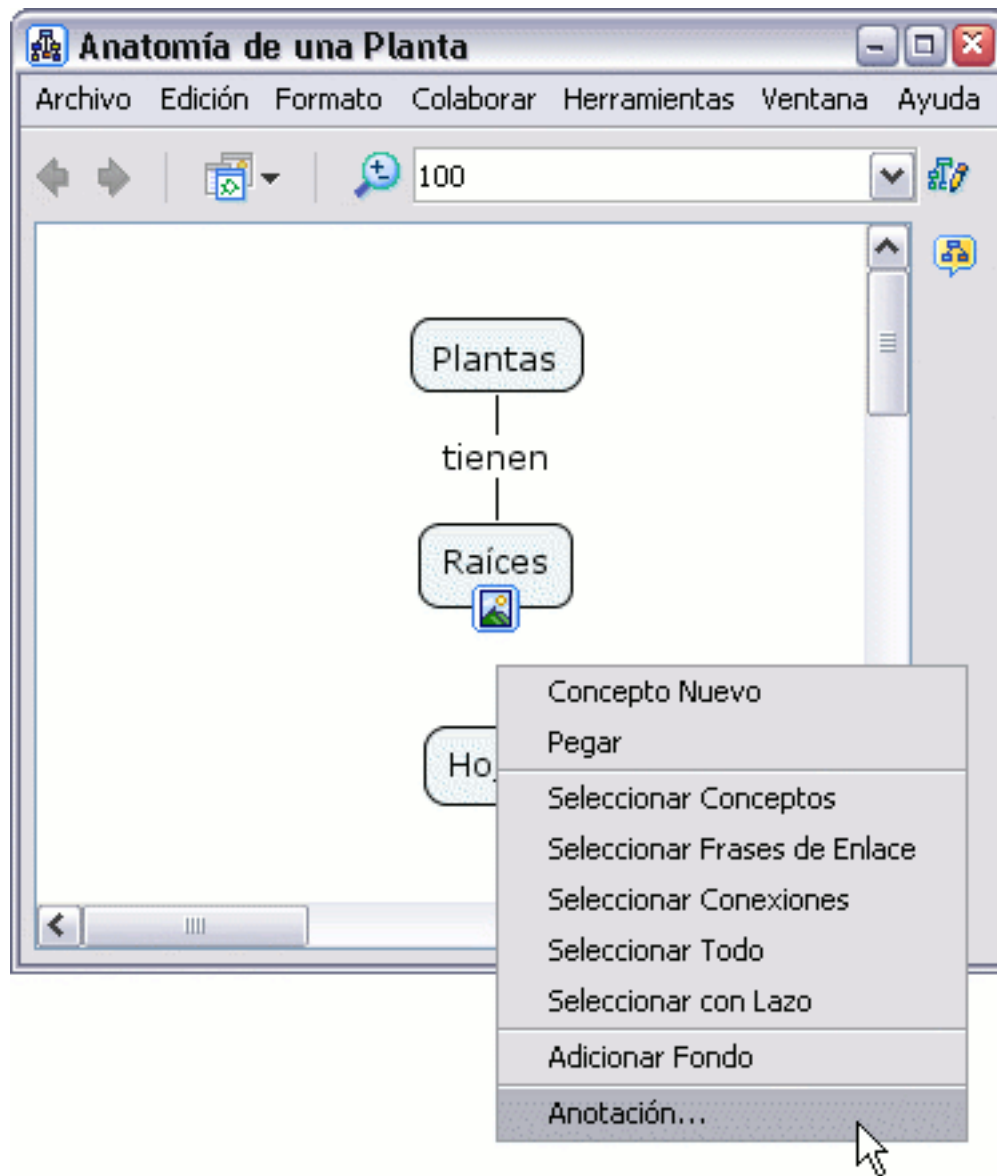 Anatomía de una Planta
Archivo Edición Formato Colaborar Herramientas Ventana Ayuda
100
Plantas
tienen
Raíces
Concepto Nuevo
Pegar
Seleccionar Conceptos
Seleccionar Frases de Enlace
Seleccionar Conexiones
Seleccionar Todo
Seleccionar con Lazo
Adicionar Fondo
Anotación...